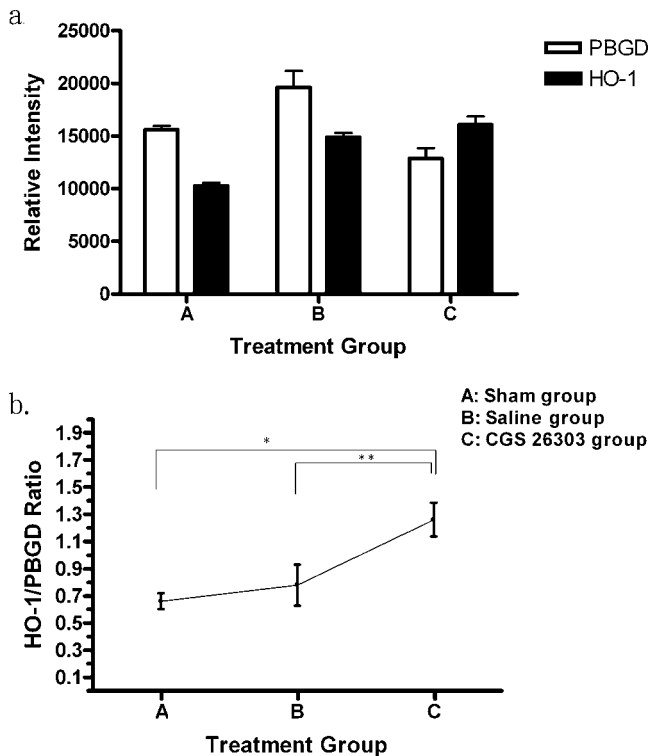 a
25000
20000
15000
10000
5000
0
Relative Intensity
PBGD
HO-1
A B C
Treatment Group
b.
A: Sham group
B: Saline group
C: CGS 26303 group
1.9
1.7
1.5
1.3
1.1
0.9
0.7
0.5
0.3
0.1
HO-1/PBGD Ratio
*
**
A B C
Treatment Group